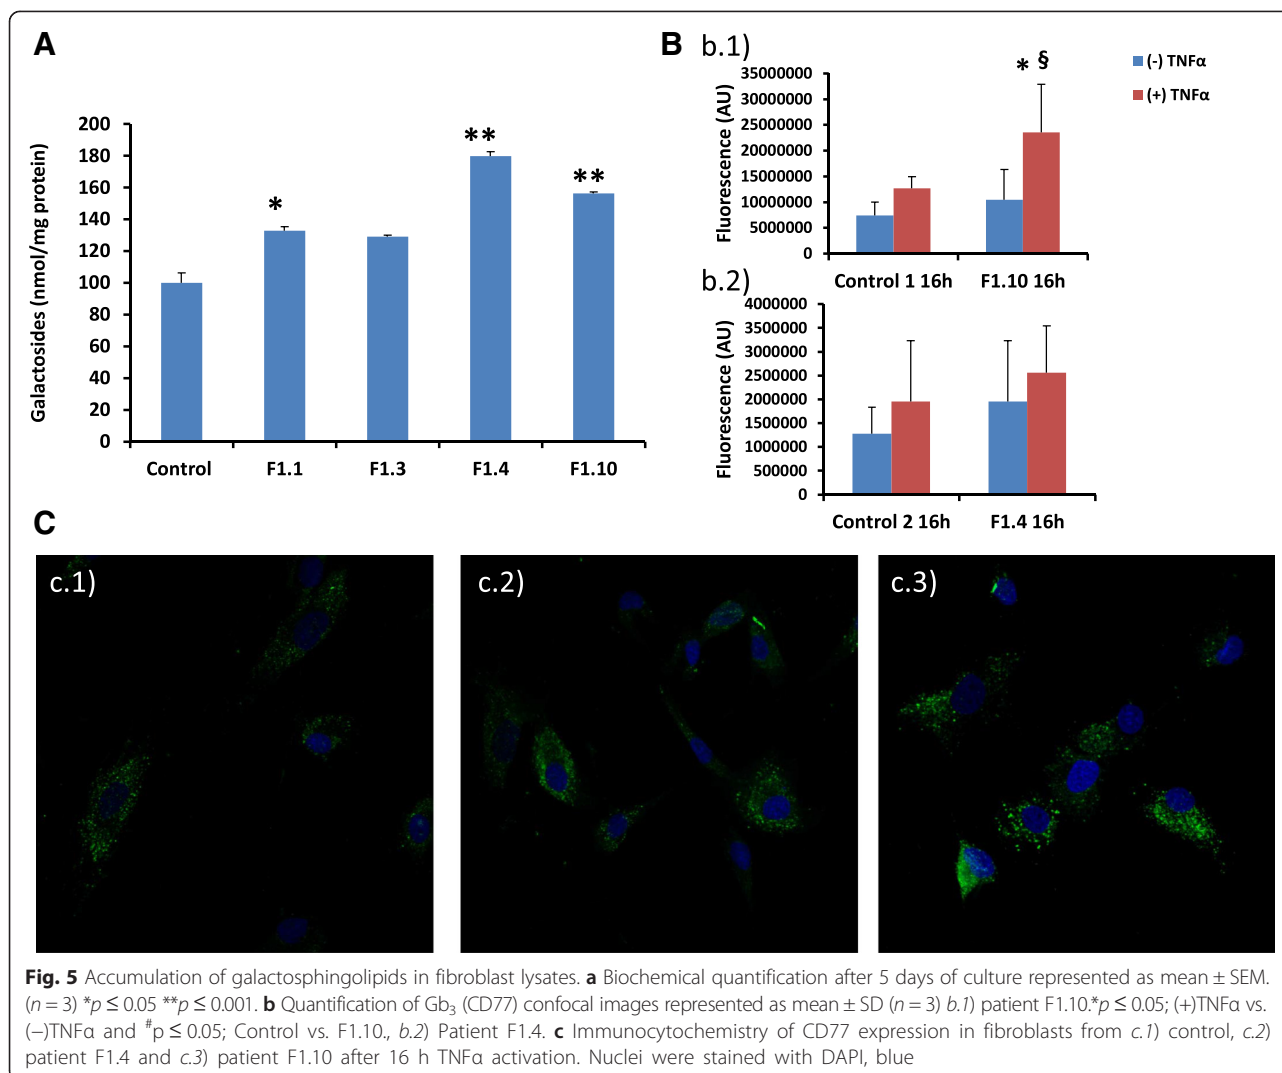 A
Galactosides (nmol/mg protein)
200
180
160
140
120
100
80
60
40
20
0
*
**
**
Control F1.1 F1.3 F1.4 F1.10
B b.1)
Fluorescence (AU)
35000000
30000000
25000000
20000000
15000000
10000000
5000000
0
* §
(-) TNFα
(+) TNFα
Control 1 16h F1.10 16h
b.2)
Fluorescence (AU)
4000000
3500000
3000000
2500000
2000000
1500000
1000000
500000
0
Control 2 16h F1.4 16h
C
c.1) c.2) c.3)
Fig. 5 Accumulation of galactosphingolipids in fibroblast lysates. a Biochemical quantification after 5 days of culture represented as mean ± SEM.
(n = 3) *p ≤ 0.05 **p ≤ 0.001. b Quantification of Gb₃ (CD77) confocal images represented as mean ± SD (n = 3) b.1) patient F1.10.*p ≤ 0.05; (+)TNFα vs.
(−)TNFα and #p ≤ 0.05; Control vs. F1.10., b.2) Patient F1.4. c Immunocytochemistry of CD77 expression in fibroblasts from c.1) control, c.2)
patient F1.4 and c.3) patient F1.10 after 16 h TNFα activation. Nuclei were stained with DAPI, blue